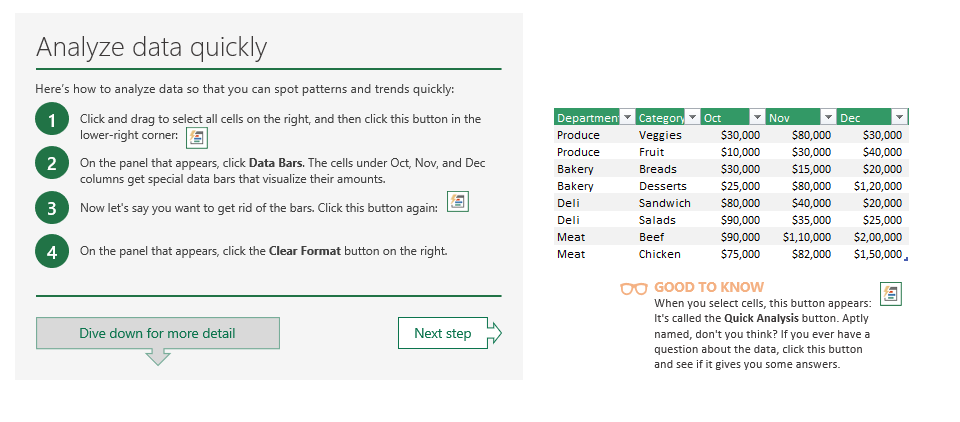 Analyze data quickly
Here's how to analyze data so that you can spot patterns and trends quickly:
1 Click and drag to select all cells on the right, and then click this button in the
lower-right corner:
2 On the panel that appears, click Data Bars. The cells under Oct, Nov, and Dec
columns get special data bars that visualize their amounts.
3 Now let's say you want to get rid of the bars. Click this button again:
4 On the panel that appears, click the Clear Format button on the right.
Dive down for more detail
Next step
Department Category Oct Nov Dec
Produce Veggies $30,000 $80,000 $30,000
Produce Fruit $10,000 $30,000 $40,000
Bakery Breads $30,000 $15,000 $20,000
Bakery Desserts $25,000 $80,000 $1,20,000
Deli Sandwich $80,000 $40,000 $20,000
Deli Salads $90,000 $35,000 $25,000
Meat Beef $90,000 $1,10,000 $2,00,000
Meat Chicken $75,000 $82,000 $1,50,000
GOOD TO KNOW
When you select cells, this button appears:
It's called the Quick Analysis button. Aptly
named, don't you think? If you ever have a
question about the data, click this button
and see if it gives you some answers.